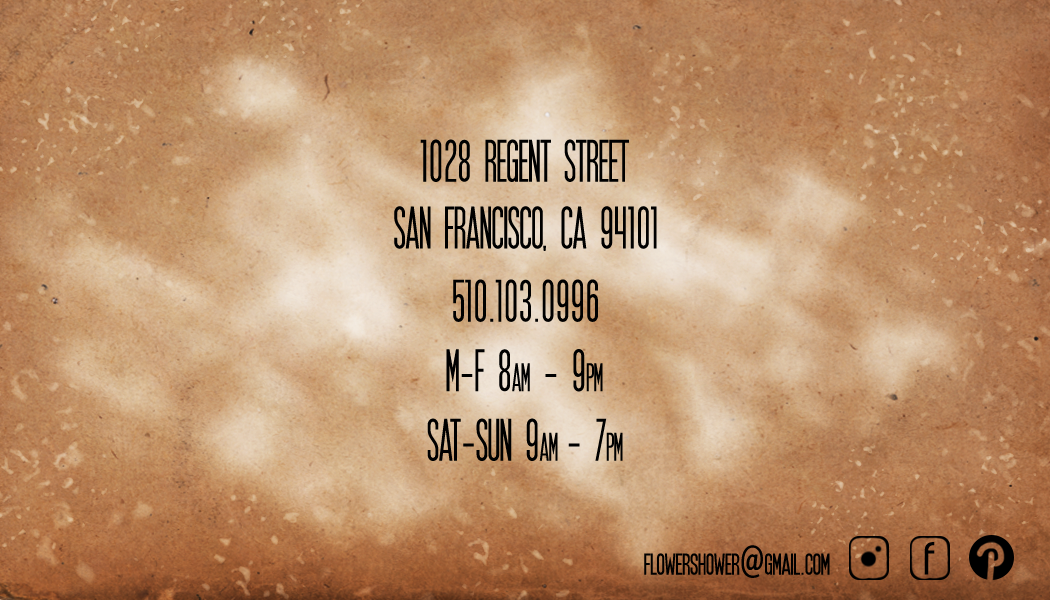 1028 REGENT STREET
SAN FRANCISCO, CA 94101
510.103.0996
M-F 8AM - 9PM
SAT-SUN 9AM - 7PM
FLOWERSHOWER@GMAIL.COM